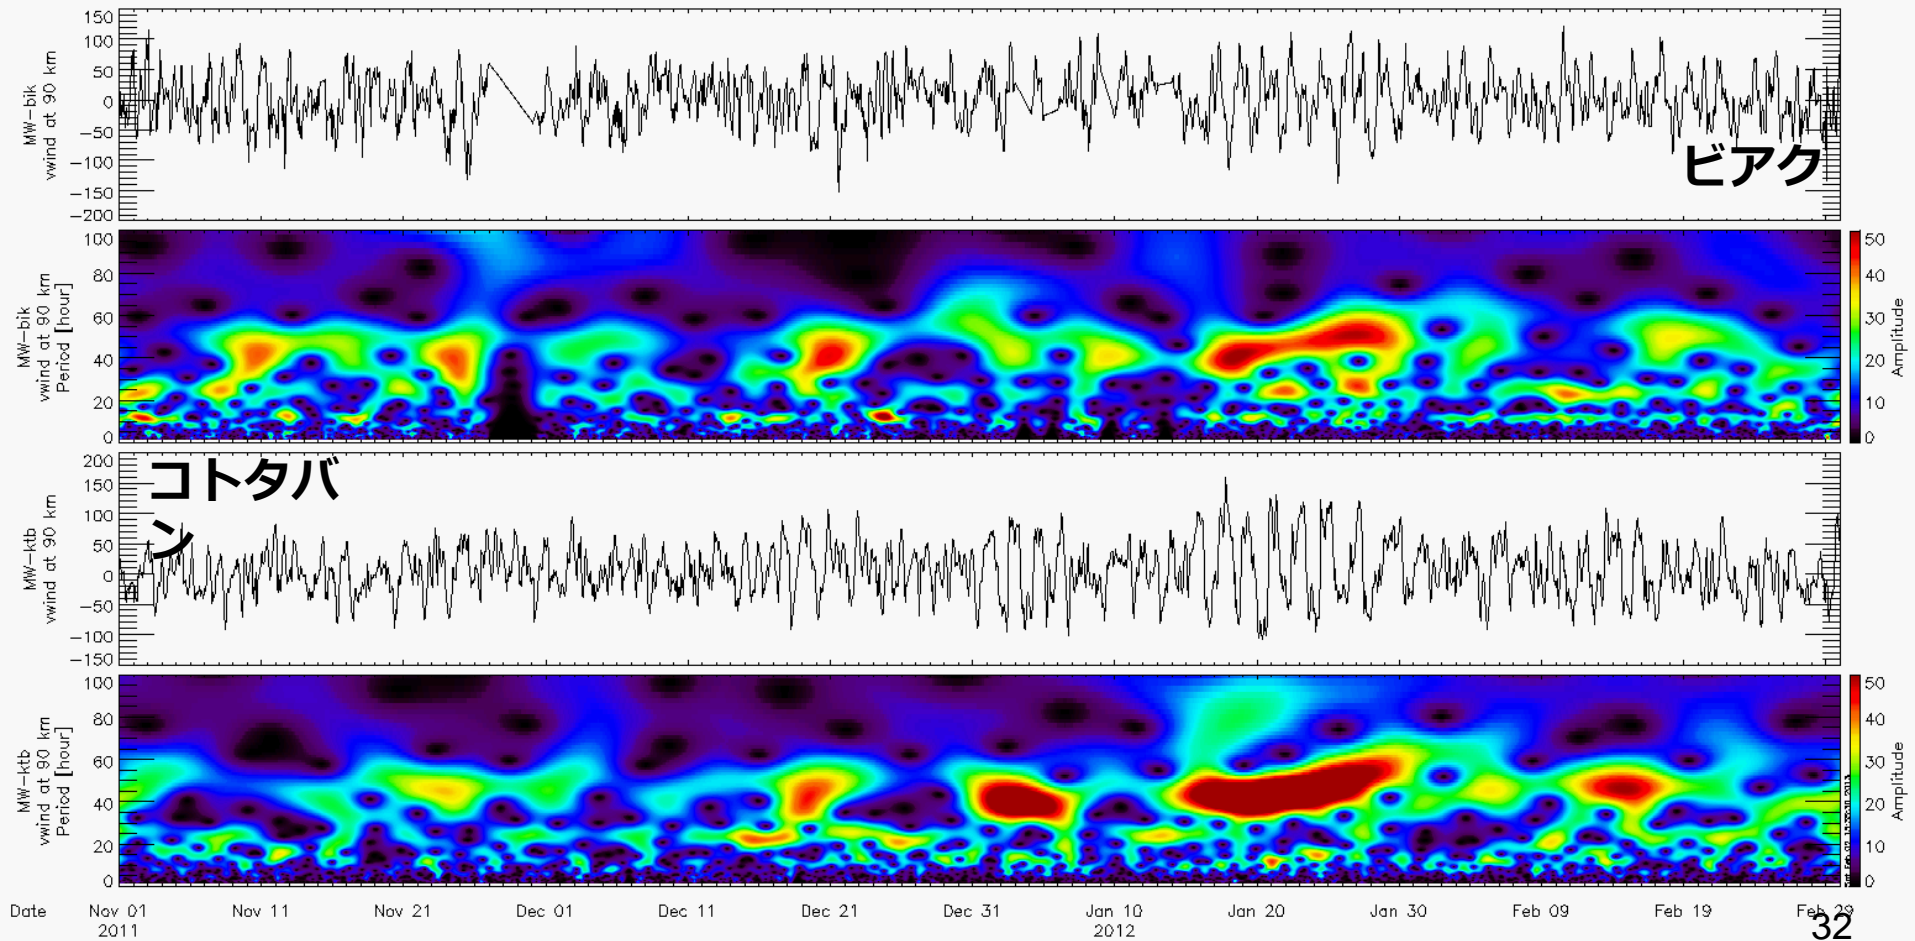 150
100
50
0
−50
−100
−150
−200
MW−bik
vwind at 90 km
ビアク
100
80
60
40
20
0
MW−bik
vwind at 90 km
Period [hour]
50
40
30
20
10
0
Amplitude
200
150
100
50
0
−50
−100
−150
MW−ktb
vwind at 90 km
コトタバ
ン
100
80
60
40
20
0
MW−ktb
vwind at 90 km
Period [hour]
50
40
30
20
10
0
Amplitude
Date Nov 01 Nov 11 Nov 21 Dec 01 Dec 11 Dec 21 Dec 31 Jan 10 Jan 20 Jan 30 Feb 09 Feb 19 Feb 29
2011 2012
32